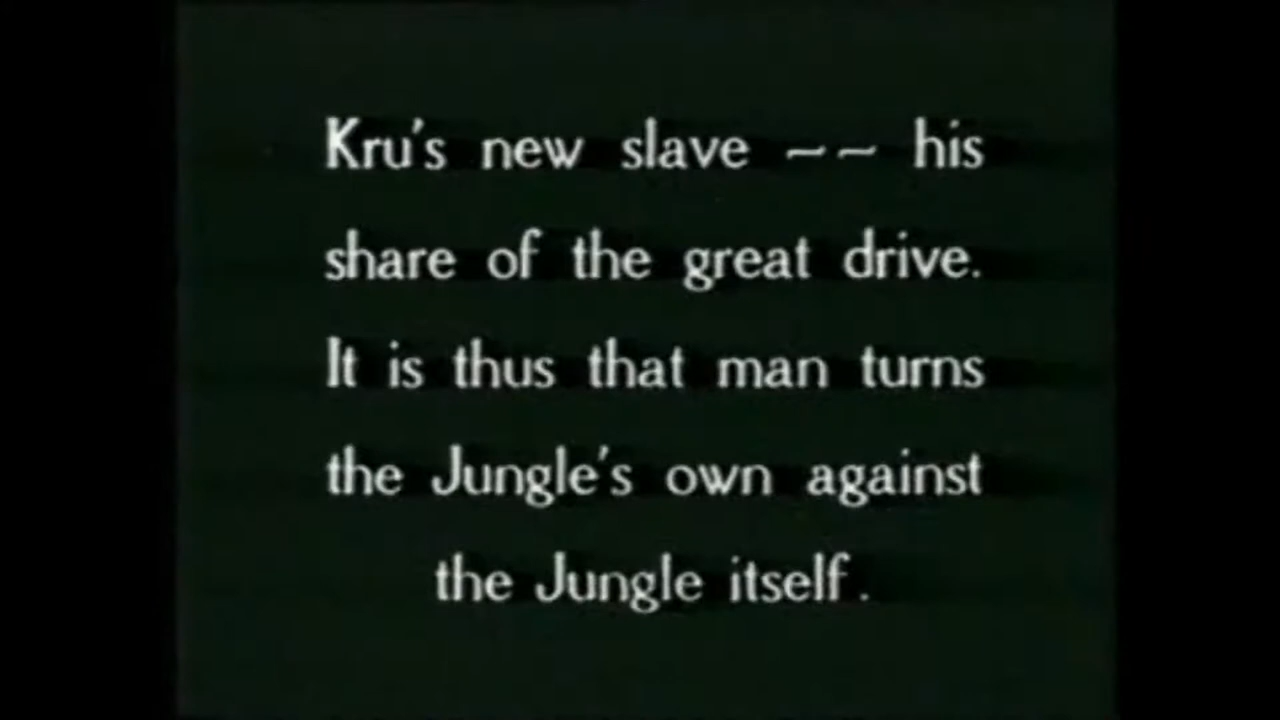 Kru's new slave ~~ his
share of the great drive.
It is thus that man turns
the Jungle's own against
the Jungle itself.